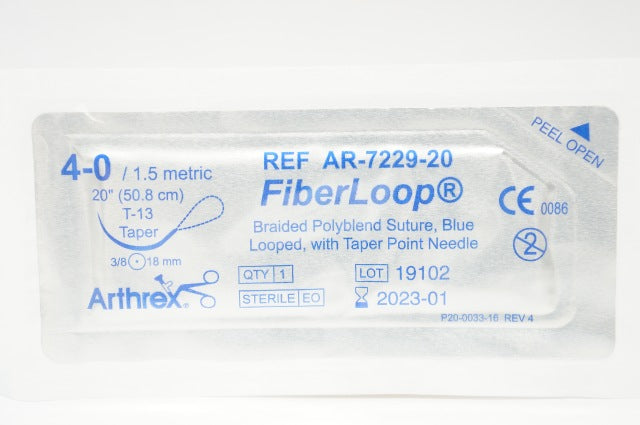 PEEL OPEN
4-0 / 1.5 metric
20" (50.8 cm)
T-13
Taper
3/8 18 mm
Arthrex®
REF AR-7229-20
FiberLoop®
Braided Polyblend Suture, Blue
Looped, with Taper Point Needle
QTY 1
LOT 19102
STERILE EO
2023-01
CE 0086
2
P20-0033-16 REV 4